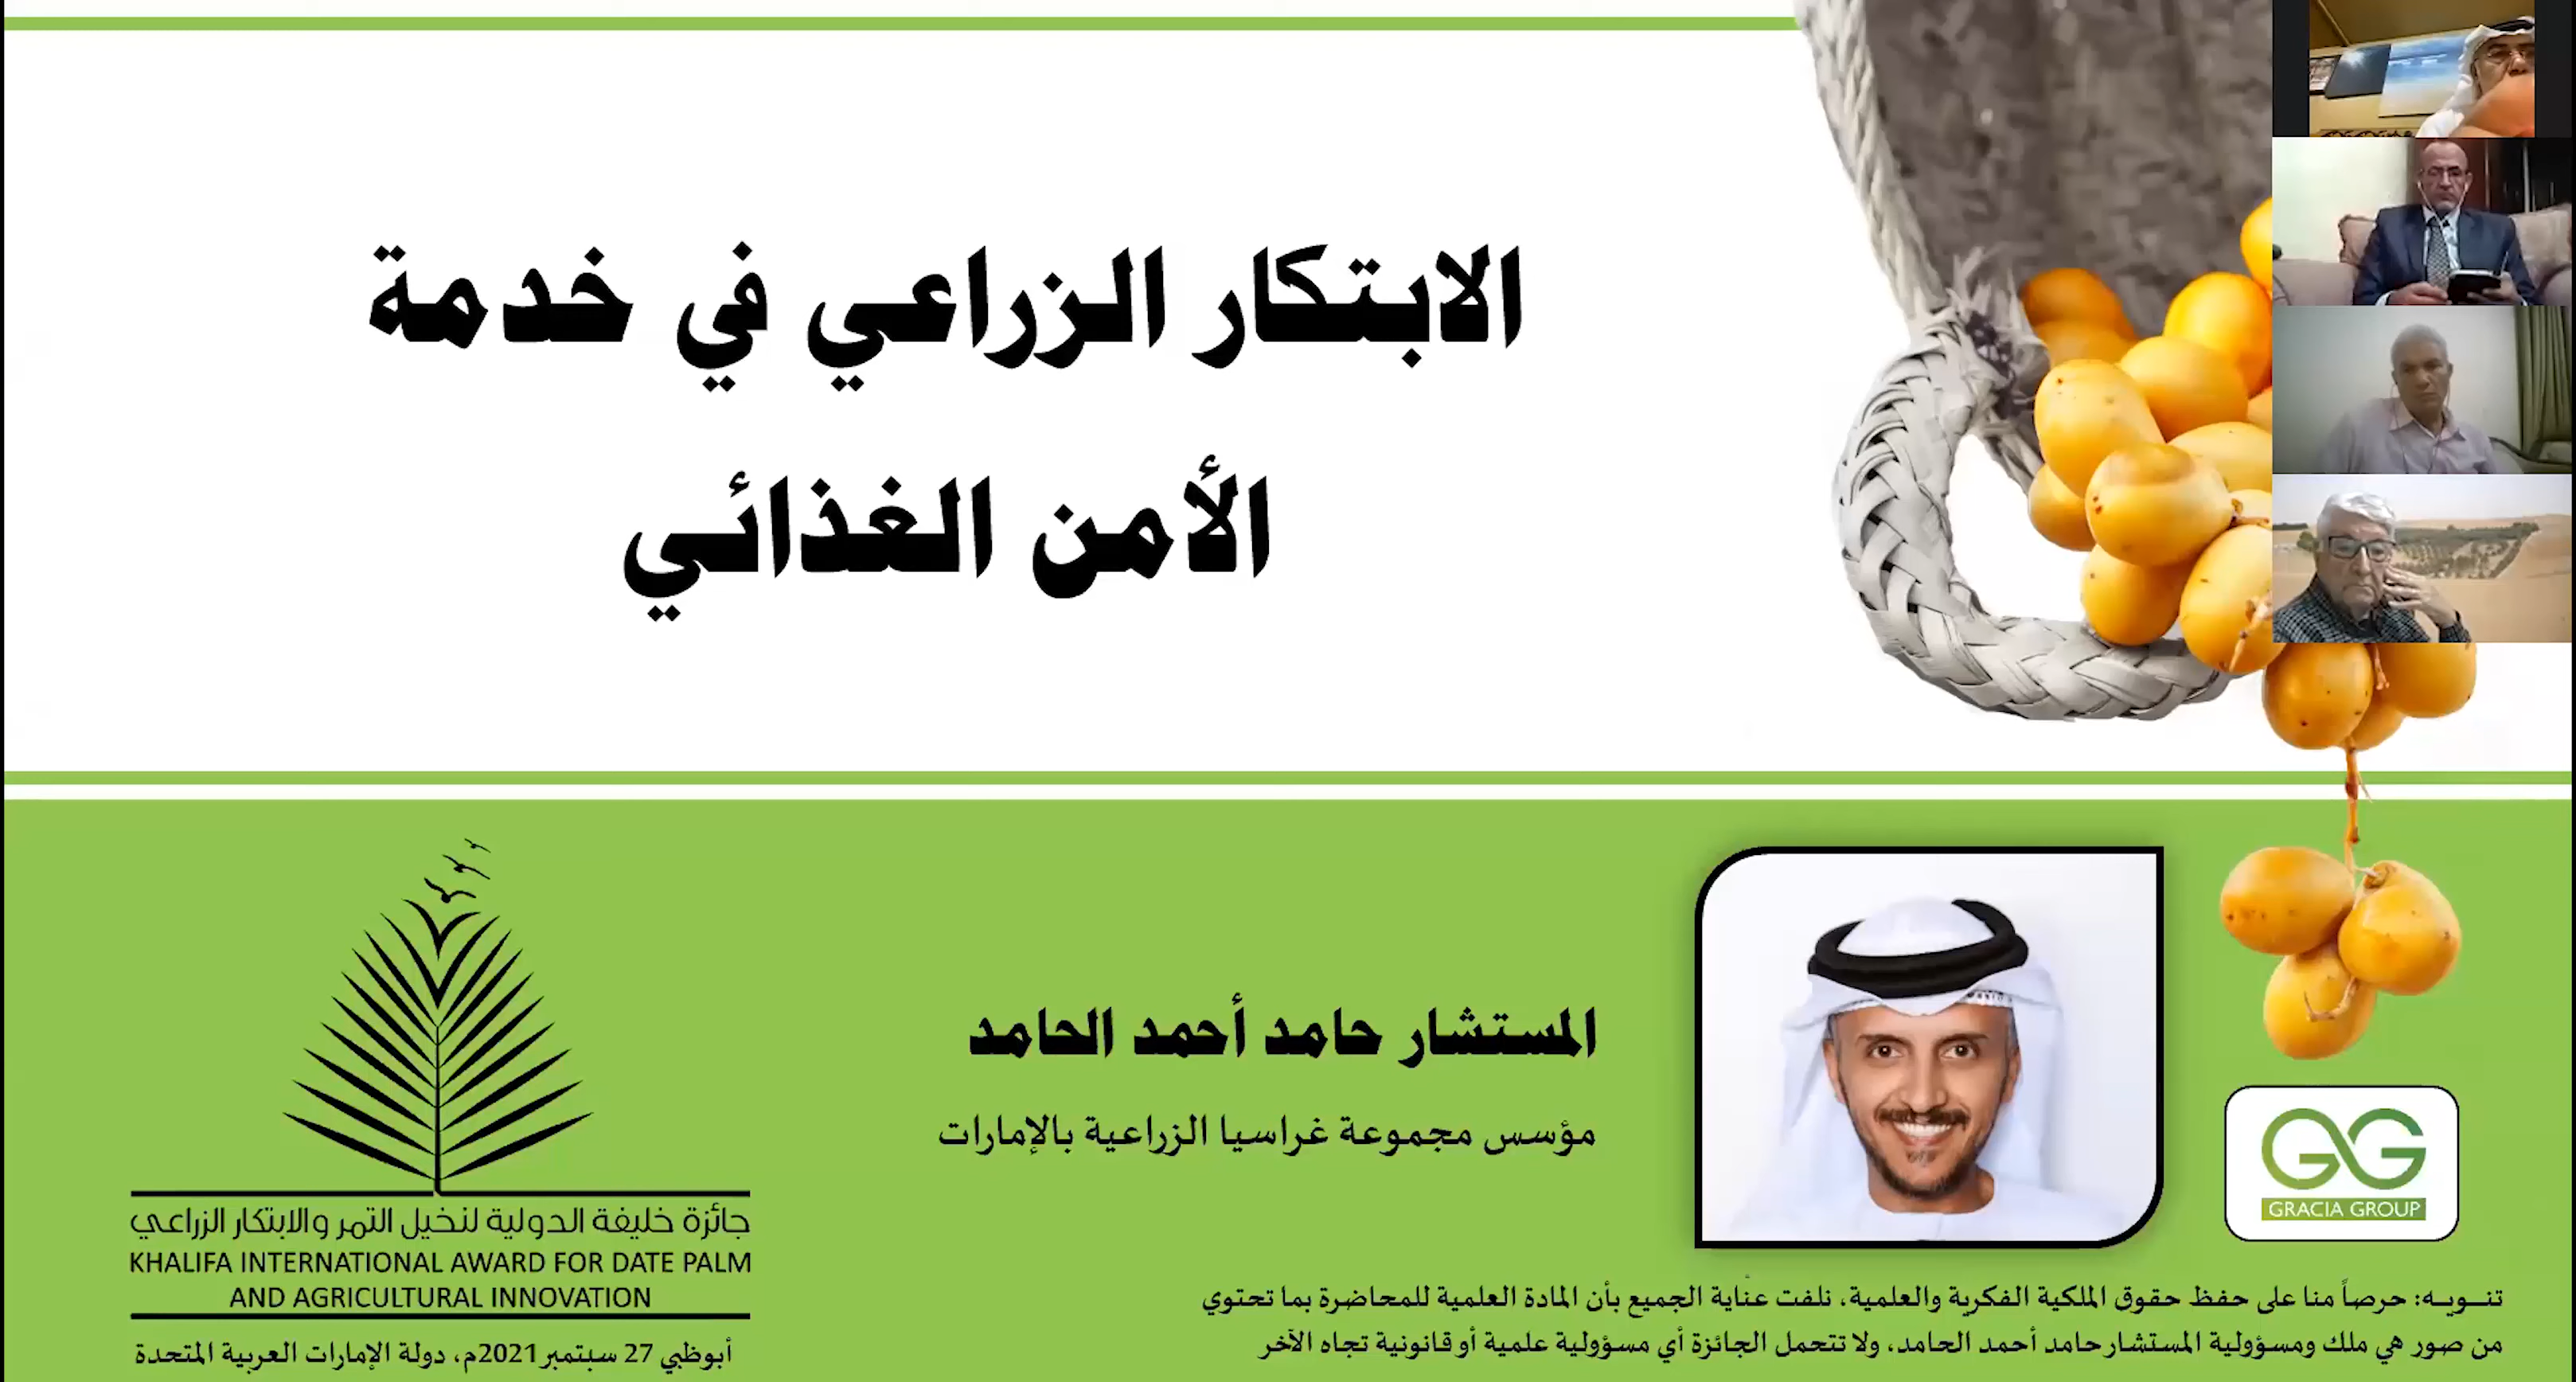 الابتكار الزراعي في خدمة
الأمن الغذائي
المستشار حامد أحمد الحامد
مؤسس مجموعة غراسيا الزراعية بالإمارات
GG
GRACIA GROUP
جائزة خليفة الدولية لنخيل التمر والابتكار الزراعي
KHALIFA INTERNATIONAL AWARD FOR DATE PALM
AND AGRICULTURAL INNOVATION
أبوظبي 27 سبتمبر 2021م، دولة الإمارات العربية المتحدة
تنـــويــه: حرصاً منا على حفظ حقوق الملكية الفكرية والعلمية، نلفت عناية الجميع بأن المادة العلمية للمحاضرة بما تحتوي
من صور هي ملك ومسؤولية المستشار حامد أحمد الحامد، ولا تتحمل الجائزة أي مسؤولية علمية أو قانونية تجاه الآخر